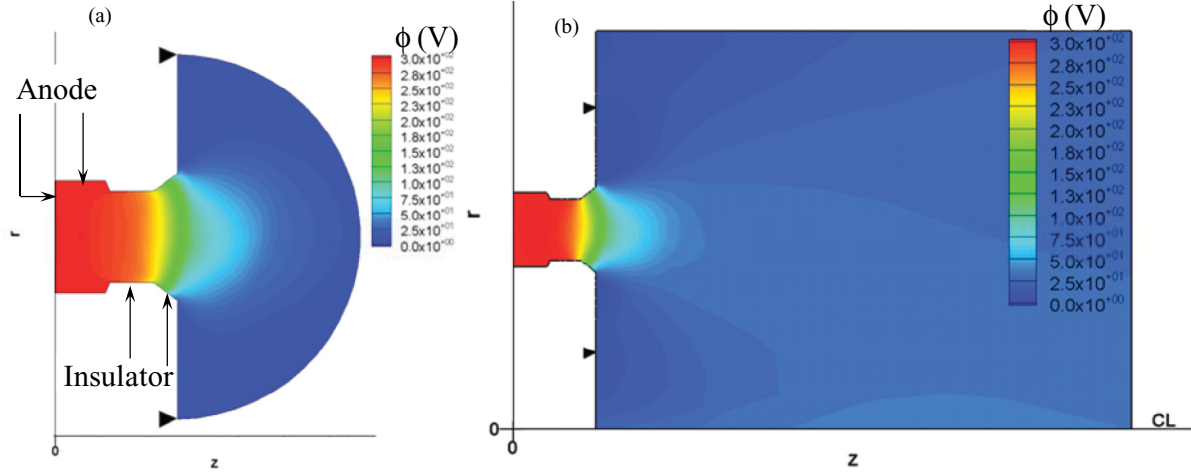 (a)
ϕ (V)
3.0x10⁺⁰²
2.8x10⁺⁰²
2.5x10⁺⁰²
2.3x10⁺⁰²
2.0x10⁺⁰²
1.8x10⁺⁰²
1.5x10⁺⁰²
1.3x10⁺⁰²
1.0x10⁺⁰²
7.5x10⁺⁰¹
5.0x10⁺⁰¹
2.5x10⁺⁰¹
0.0x10⁺⁰⁰
Anode
r
Insulator
0
z
(b)
ϕ (V)
3.0x10⁺⁰²
2.8x10⁺⁰²
2.5x10⁺⁰²
2.3x10⁺⁰²
2.0x10⁺⁰²
1.8x10⁺⁰²
1.5x10⁺⁰²
1.3x10⁺⁰²
1.0x10⁺⁰²
7.5x10⁺⁰¹
5.0x10⁺⁰¹
2.5x10⁺⁰¹
0.0x10⁺⁰⁰
r
CL
0
0
z